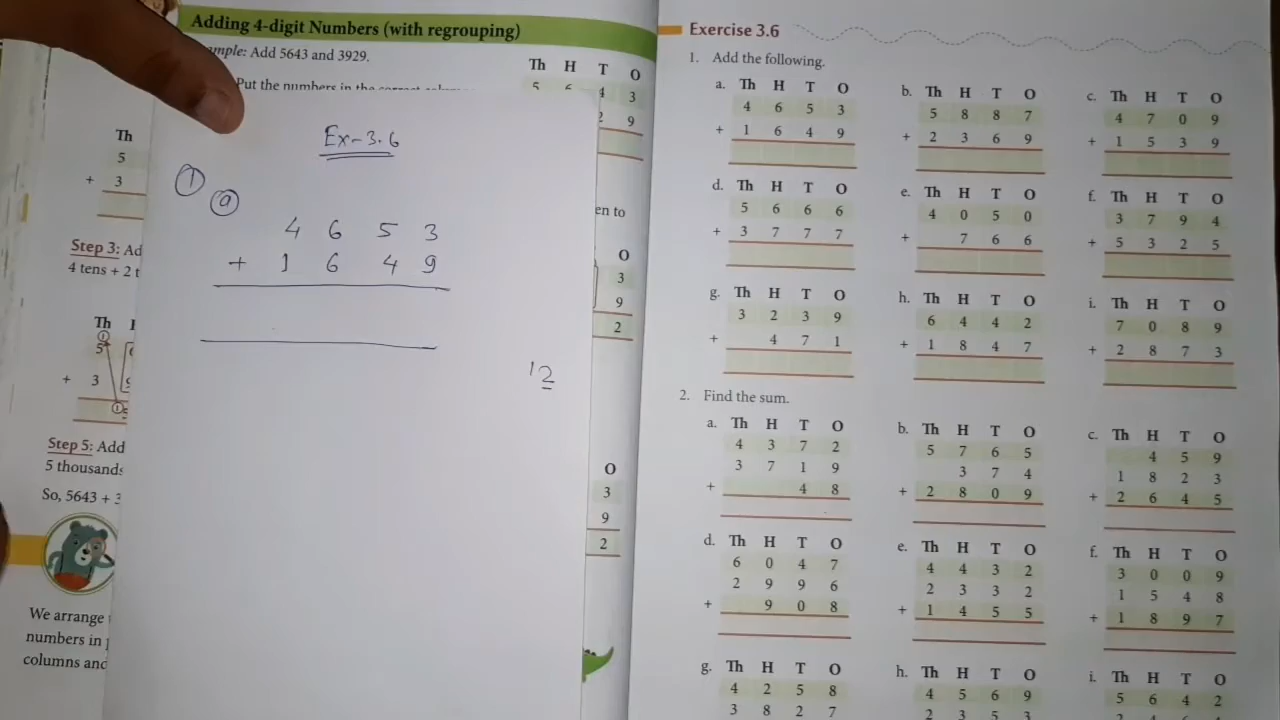 Adding 4-digit Numbers (with regrouping)
mple: Add 5643 and 3929.
Put the numbers in the
Th H T O
4 3
2 9
en to
Th
5
+ 3
Step 3: Ad
4 tens + 2 t
Th
1
5
+ 3
1
Step 5: Add
5 thousands
So, 5643 + 3
We arrange
numbers in
columns and
O
3
9
2
O
3
9
2
Ex-3.6
1 a
4 6 5 3
+ 1 6 4 9
12
Exercise 3.6
1. Add the following.
a. Th H T O
4 6 5 3
+ 1 6 4 9
b. Th H T O
5 8 8 7
+ 2 3 6 9
c. Th H T O
4 7 0 9
+ 1 5 3 9
d. Th H T O
5 6 6 6
+ 3 7 7 7
e. Th H T O
4 0 5 0
+ 7 6 6
f. Th H T O
3 7 9 4
+ 5 3 2 5
g. Th H T O
3 2 3 9
+ 4 7 1
h. Th H T O
6 4 4 2
+ 1 8 4 7
i. Th H T O
7 0 8 9
+ 2 8 7 3
2. Find the sum.
a. Th H T O
4 3 7 2
3 7 1 9
+ 4 8
b. Th H T O
5 7 6 5
3 7 4
+ 2 8 0 9
c. Th H T O
4 5 9
1 8 2 3
+ 2 6 4 5
d. Th H T O
6 0 4 7
2 9 9 6
+ 9 0 8
e. Th H T O
4 4 3 2
2 3 3 2
+ 1 4 5 5
f. Th H T O
3 0 0 9
1 5 4 8
+ 1 8 9 7
g. Th H T O
4 2 5 8
3 8 2 7
h. Th H T O
4 5 6 9
2 3 5 3
i. Th H T O
5 6 4 2